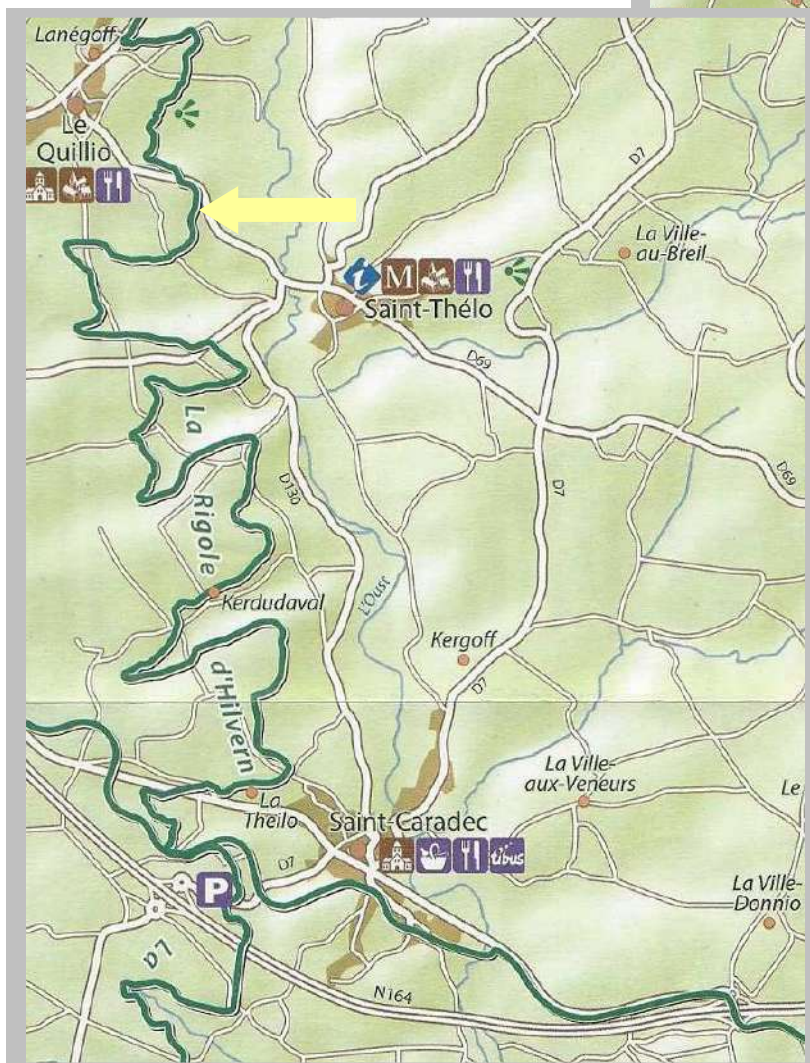 Lanégoff
Le
Quillio
D7
La Ville-
au-Breil
i M
Saint-Thélo
D69
La
D130
D7
D69
Rigole
L'Oust
Kerdudaval
Kergoff
d'Hilvern
D7
La Ville-
aux-Veneurs
Le
La
Theilo
Saint-Caradec
tibus
D7
P
La Ville-
Donnio
La
N164